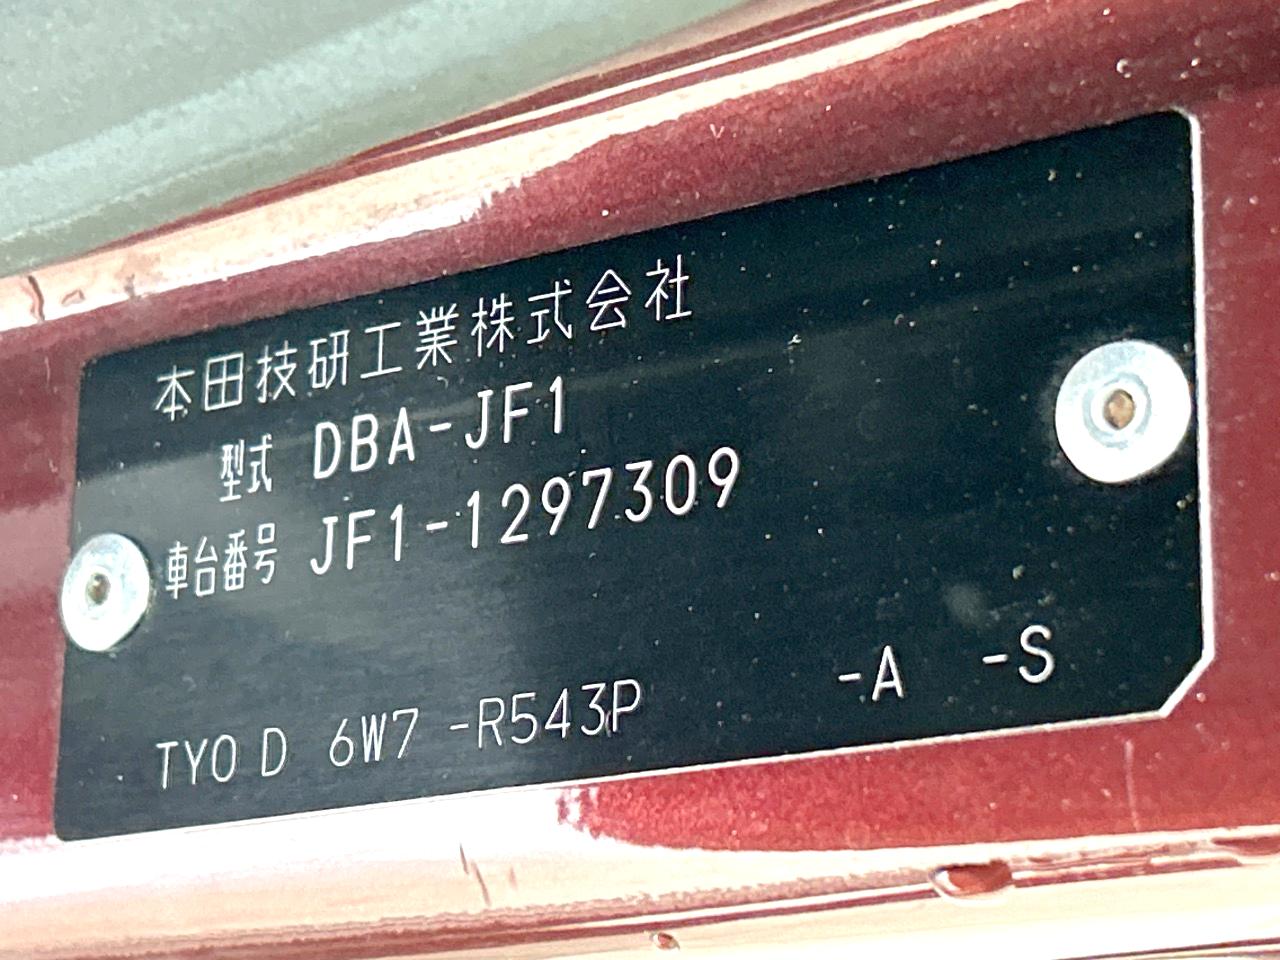 本田技研工業株式会社
型式 DBA-JF1
車台番号 JF1-1297309
TYO D 6W7 -R543P -A -S